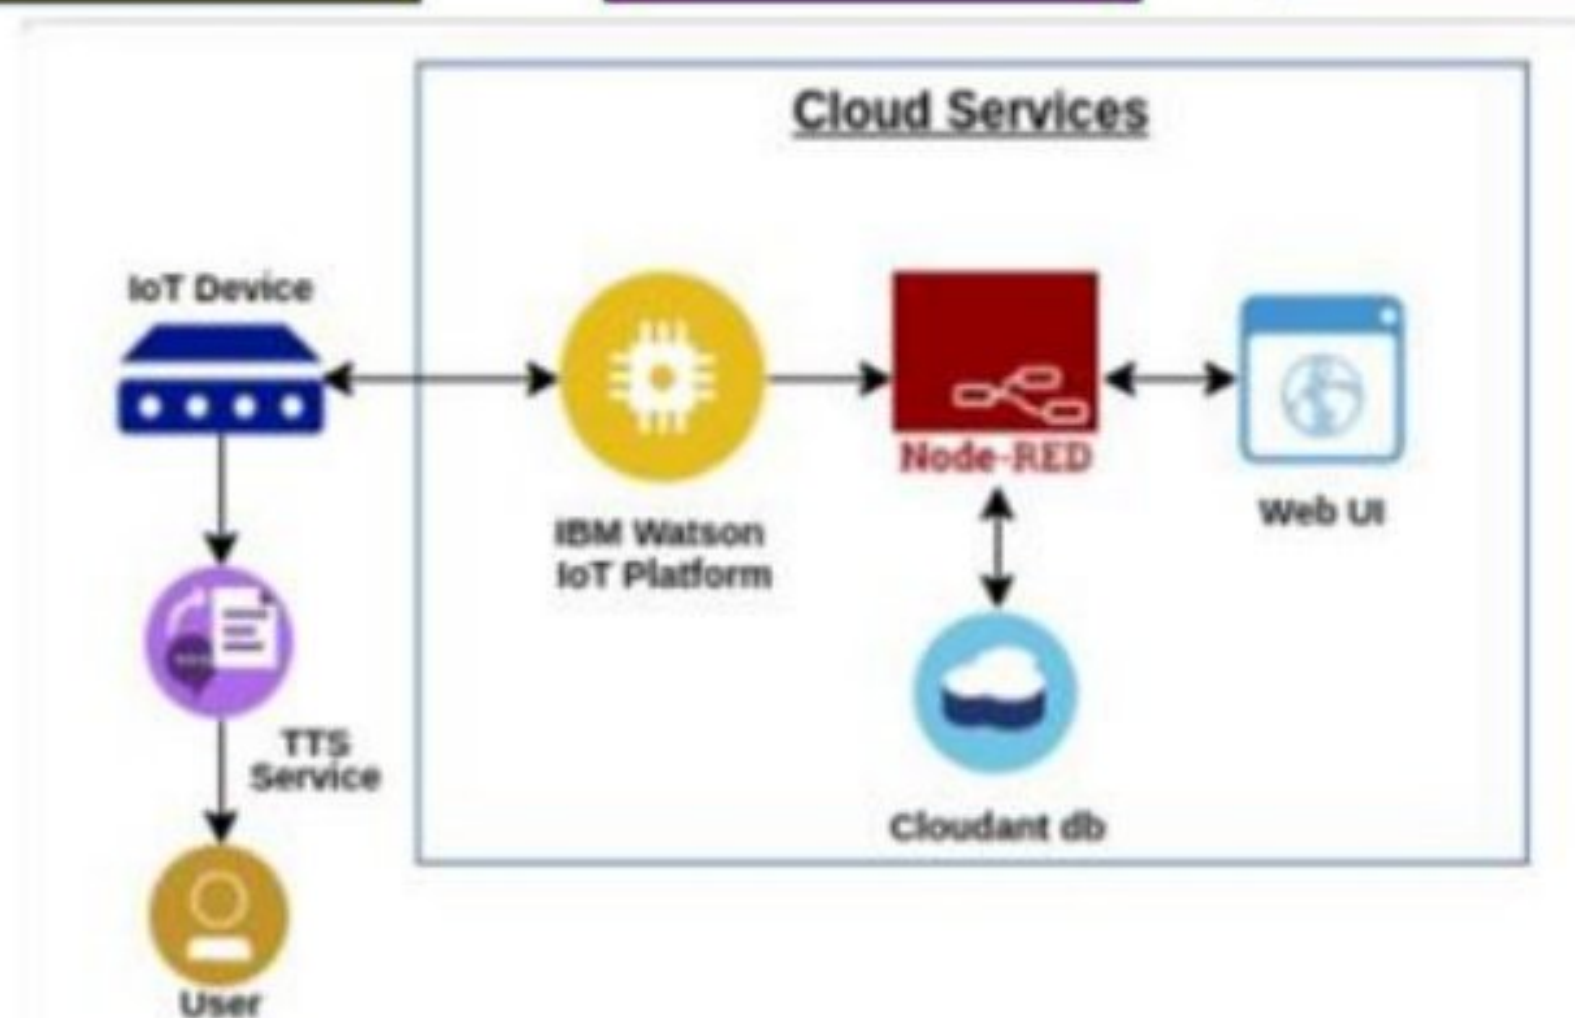 Cloud Services
IoT Device
Node-RED
Web UI
IBM Watson
IoT Platform
TTS
Service
Cloudant db
User